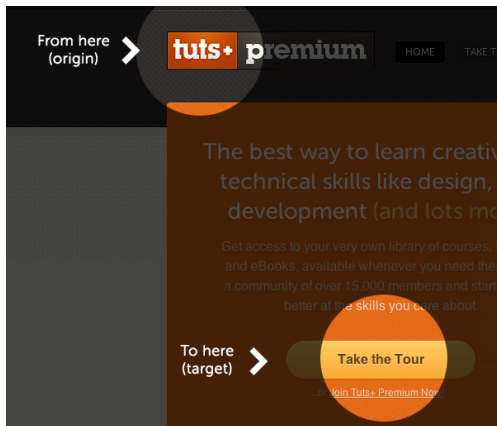 From here
(origin)
tuts+ premium
HOME
TAKE T
The best way to learn creativ
technical skills like design,
development (and lots mo
Get access to your very own library of courses,
and eBooks, available whenever you need the
a community of over 15,000 members and start
better at the skills you care about.
To here
(target)
Take the Tour
...or Join Tuts+ Premium Now!